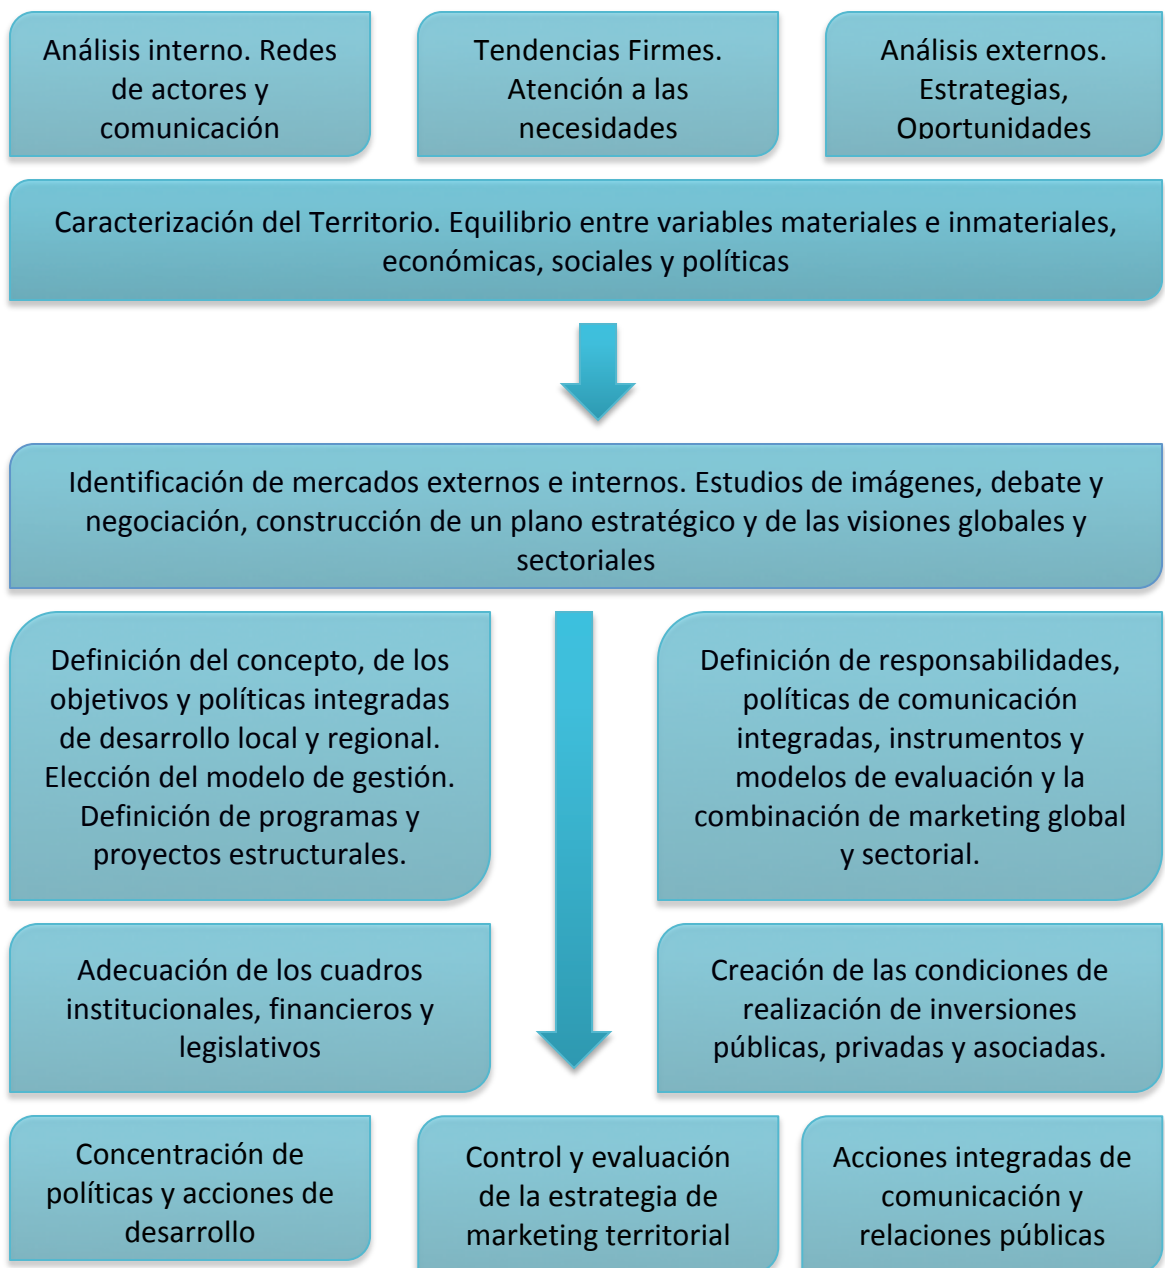 Análisis interno. Redes
de actores y
comunicación
Tendencias Firmes.
Atención a las
necesidades
Análisis externos.
Estrategias,
Oportunidades
Caracterización del Territorio. Equilibrio entre variables materiales e inmateriales,
económicas, sociales y políticas
Identificación de mercados externos e internos. Estudios de imágenes, debate y
negociación, construcción de un plano estratégico y de las visiones globales y
sectoriales
Definición del concepto, de los
objetivos y políticas integradas
de desarrollo local y regional.
Elección del modelo de gestión.
Definición de programas y
proyectos estructurales.
Definición de responsabilidades,
políticas de comunicación
integradas, instrumentos y
modelos de evaluación y la
combinación de marketing global
y sectorial.
Adecuación de los cuadros
institucionales, financieros y
legislativos
Creación de las condiciones de
realización de inversiones
públicas, privadas y asociadas.
Concentración de
políticas y acciones de
desarrollo
Control y evaluación
de la estrategia de
marketing territorial
Acciones integradas de
comunicación y
relaciones públicas